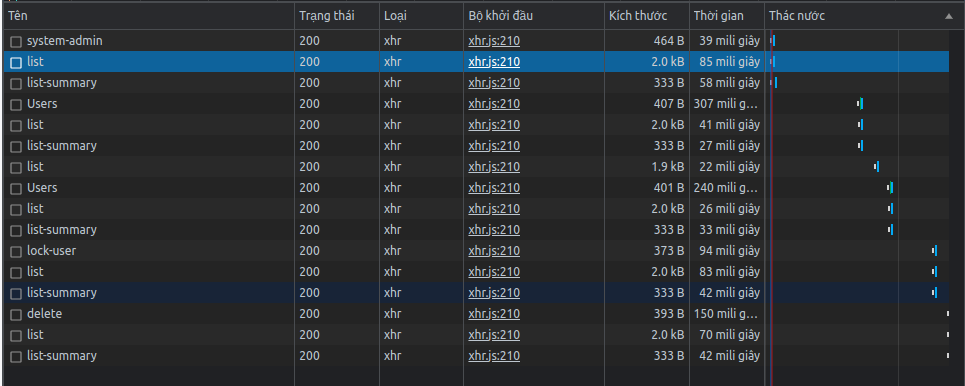 Tên Trạng thái Loại Bộ khởi đầu Kích thước Thời gian Thác nước
system-admin 200 xhr xhr.js:210 464 B 39 mili giây
list 200 xhr xhr.js:210 2.0 kB 85 mili giây
list-summary 200 xhr xhr.js:210 333 B 58 mili giây
Users 200 xhr xhr.js:210 407 B 307 mili g...
list 200 xhr xhr.js:210 2.0 kB 41 mili giây
list-summary 200 xhr xhr.js:210 333 B 27 mili giây
list 200 xhr xhr.js:210 1.9 kB 22 mili giây
Users 200 xhr xhr.js:210 401 B 240 mili g...
list 200 xhr xhr.js:210 2.0 kB 26 mili giây
list-summary 200 xhr xhr.js:210 333 B 33 mili giây
lock-user 200 xhr xhr.js:210 373 B 94 mili giây
list 200 xhr xhr.js:210 2.0 kB 83 mili giây
list-summary 200 xhr xhr.js:210 333 B 42 mili giây
delete 200 xhr xhr.js:210 393 B 150 mili g...
list 200 xhr xhr.js:210 2.0 kB 70 mili giây
list-summary 200 xhr xhr.js:210 333 B 42 mili giây